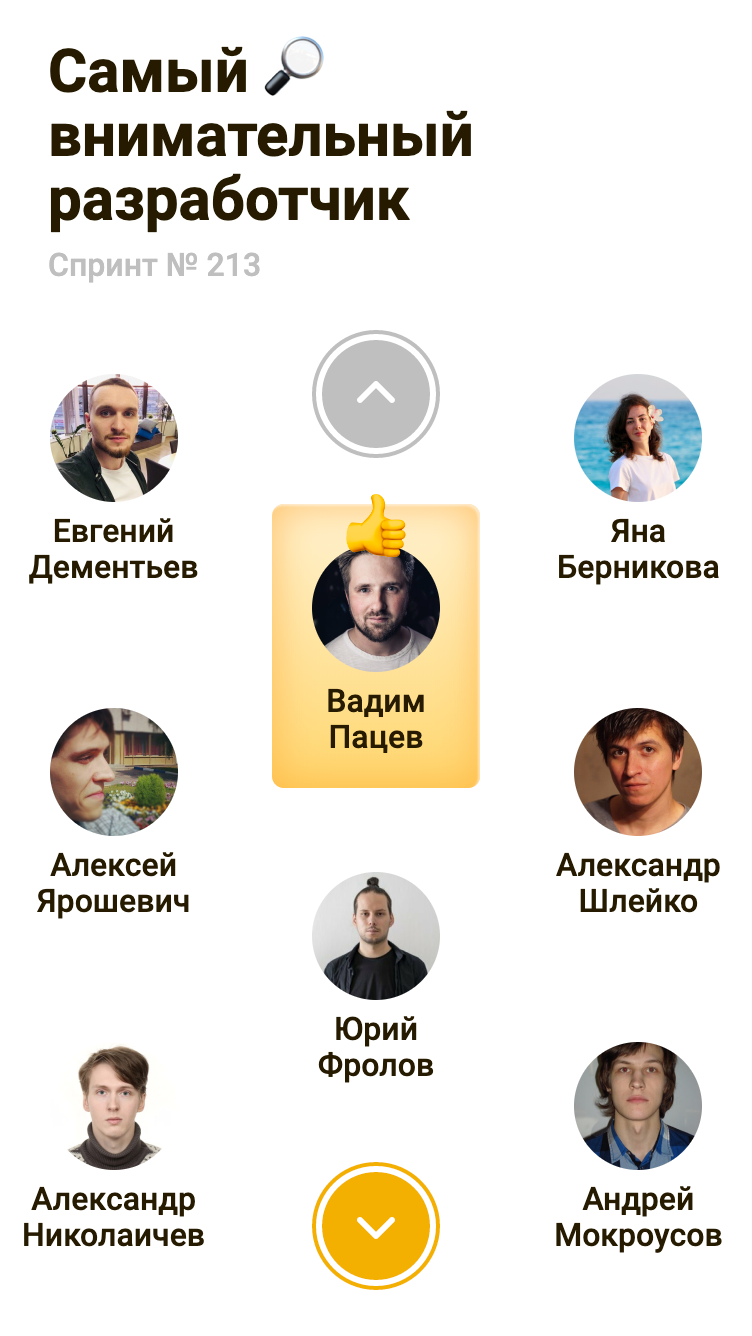 Самый 🔎
внимательный
разработчик
Спринт № 213
Евгений
Дементьев
Яна
Берникова
👍
Вадим
Пацев
Алексей
Ярошевич
Александр
Шлейко
Юрий
Фролов
Александр
Николаичев
Андрей
Мокроусов